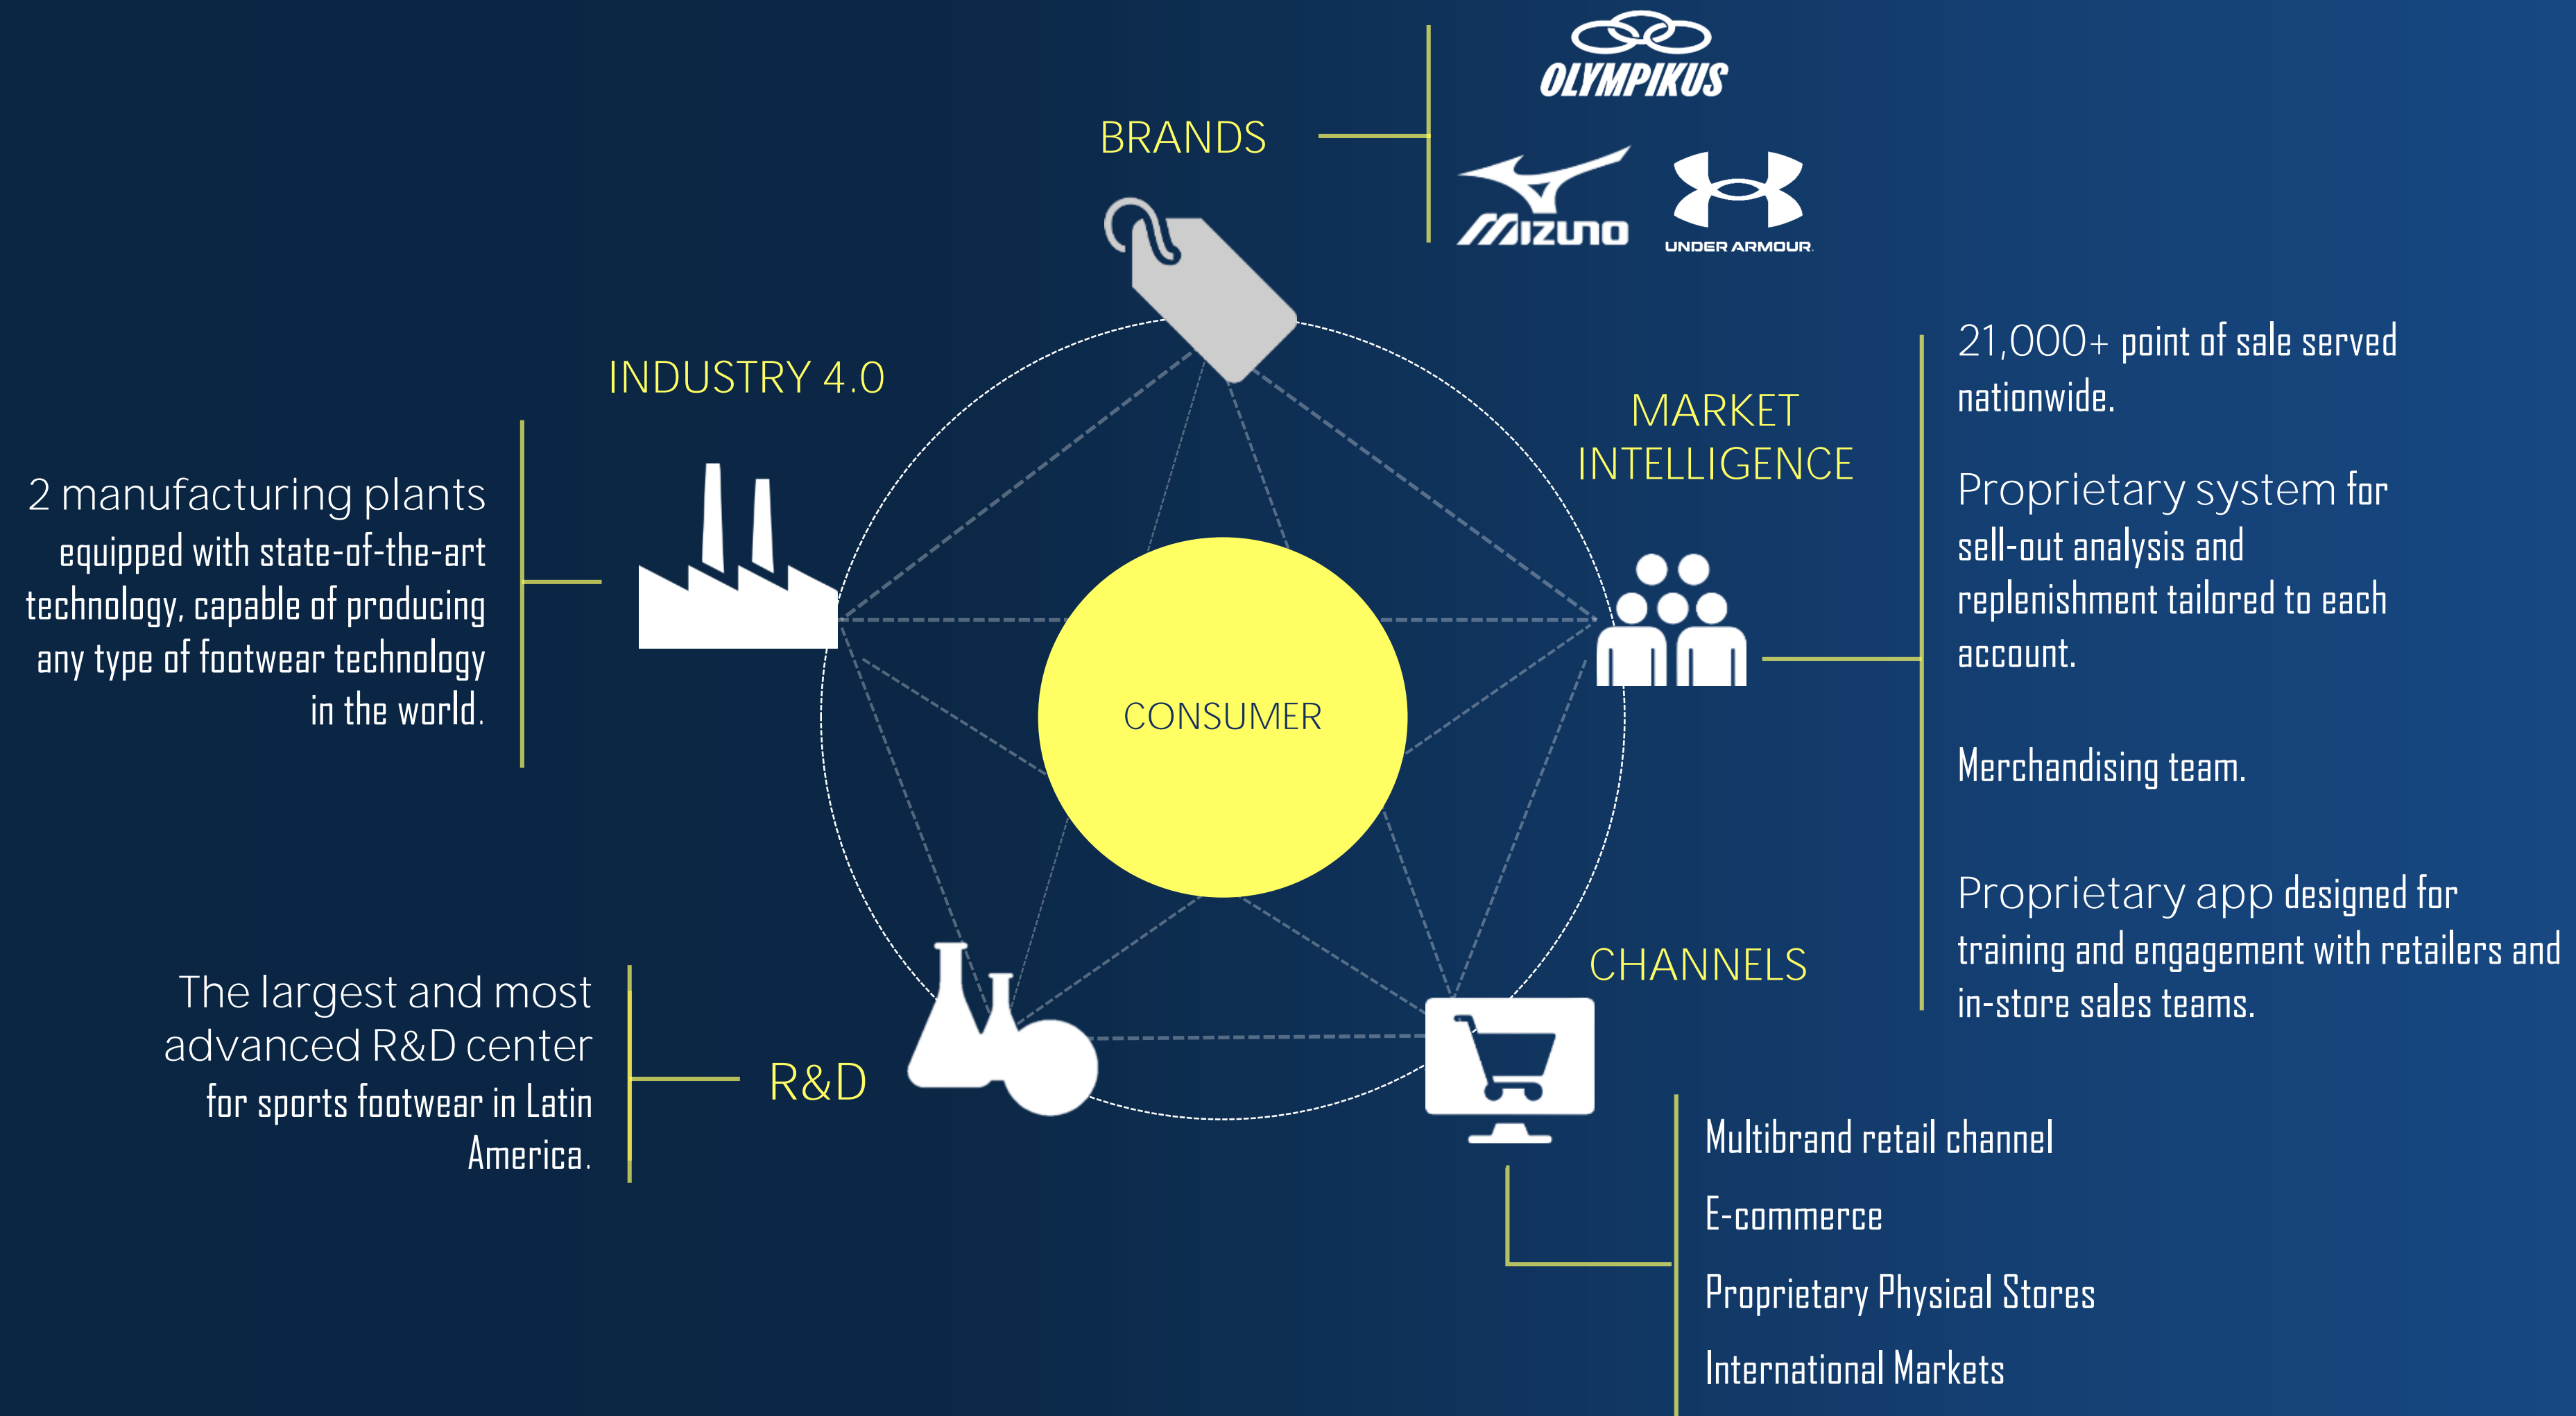 BRANDS
OLYMPIKUS
MIZUNO
UNDER ARMOUR.
INDUSTRY 4.0
2 manufacturing plants
equipped with state-of-the-art
technology, capable of producing
any type of footwear technology
in the world.
MARKET
INTELLIGENCE
21,000+ point of sale served
nationwide.
Proprietary system for
sell-out analysis and
replenishment tailored to each
account.
Merchandising team.
Proprietary app designed for
training and engagement with retailers and
in-store sales teams.
CONSUMER
The largest and most
advanced R&D center
for sports footwear in Latin
America.
R&D
CHANNELS
Multibrand retail channel
E-commerce
Proprietary Physical Stores
International Markets